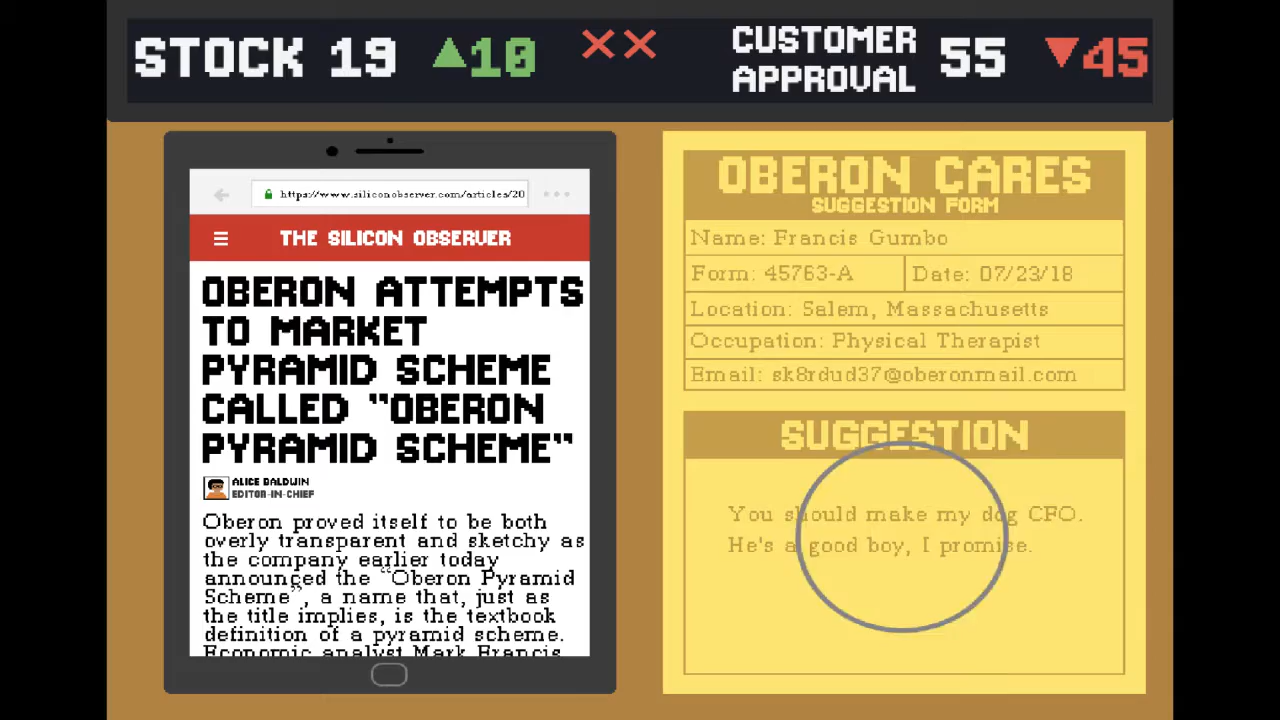 STOCK 19 ▲10 XX CUSTOMER APPROVAL 55 ▼45
https://www.siliconobserver.com/articles/20
THE SILICON OBSERVER
OBERON ATTEMPTS
TO MARKET
PYRAMID SCHEME
CALLED "OBERON
PYRAMID SCHEME"
ALICE BALDWIN
EDITOR-IN-CHIEF
Oberon proved itself to be both
overly transparent and sketchy as
the company earlier today
announced the “Oberon Pyramid
Scheme”, a name that, just as
the title implies, is the textbook
definition of a pyramid scheme.
Economic analyst Mark Francis
OBERON CARES
SUGGESTION FORM
Name: Francis Gumbo
Form: 45763-A
Date: 07/23/18
Location: Salem, Massachusetts
Occupation: Physical Therapist
Email: sk8rdud37@oberonmail.com
SUGGESTION
You should make my dog CFO.
He's a good boy, I promise.